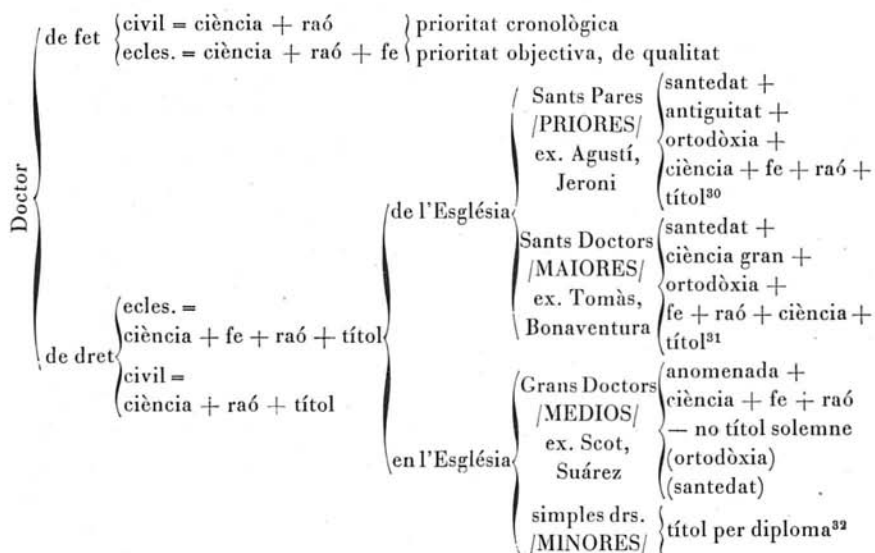 Doctor
de fet
civil = ciència + raó
ecles. = ciència + raó + fe
prioritat cronològica
prioritat objectiva, de qualitat
de dret
ecles. =
ciència + fe + raó + títol
civil =
ciència + raó + títol
de l'Església
Sants Pares
/PRIORES/
ex. Agustí,
Jeroni
santedat +
antiguitat +
ortodòxia +
ciència + fe + raó +
títol³⁰
Sants Doctors
/MAIORES/
ex. Tomàs,
Bonaventura
santedat +
ciència gran +
ortodòxia +
fe + raó + ciència +
títol³¹
en l'Església
Grans Doctors
/MEDIOS/
ex. Scot,
Suárez
anomenada +
ciència + fe + raó
— no títol solemne
(ortodòxia)
(santedat)
simples drs.
/MINORES/
títol per diploma³²